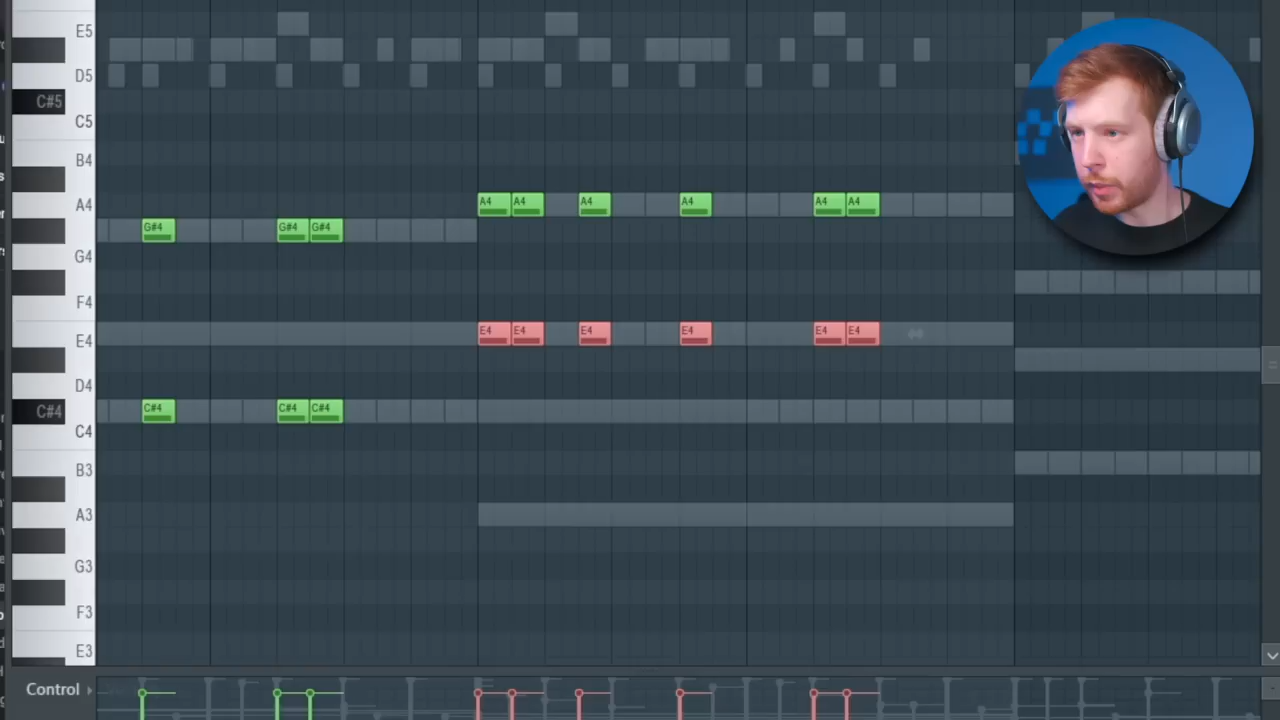 E5
D5
C#5
C5
B4
A4 A4 A4 A4 A4 A4 A4
G#4 G#4 G#4
G4
F4
E4 E4 E4 E4 E4 E4
E4
D4
C#4 C#4 C#4 C#4
C4
B3
A3
G3
F3
E3
Control